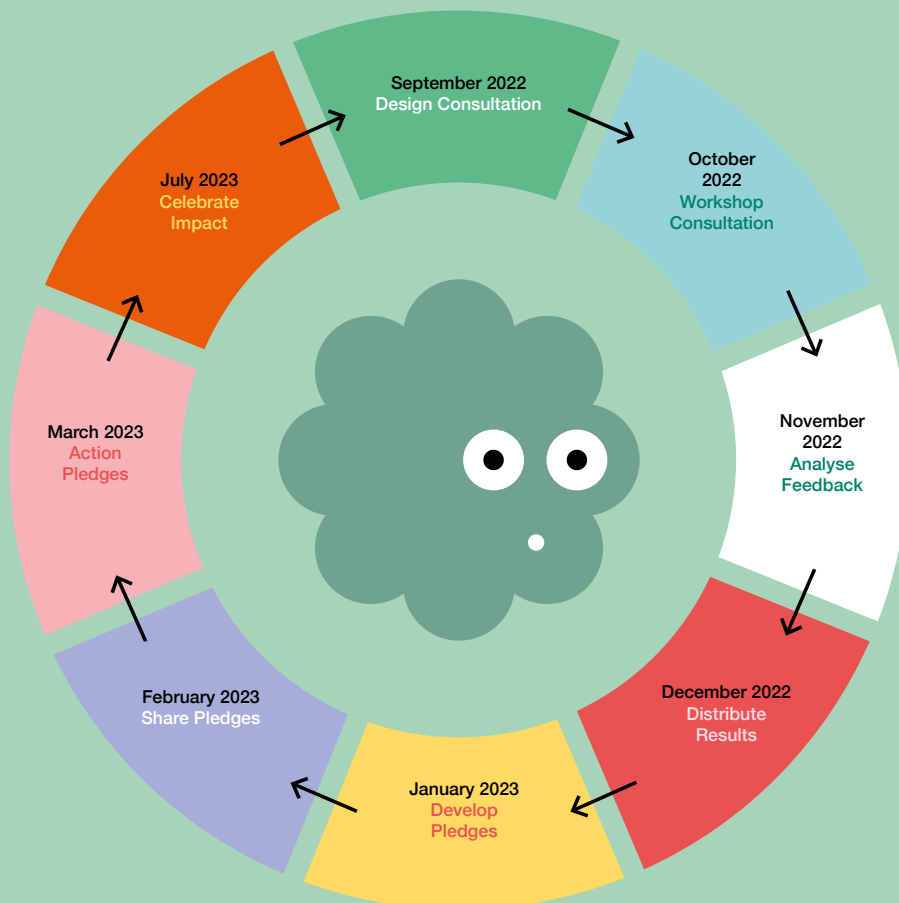 September 2022
Design Consultation
October
2022
Workshop
Consultation
November
2022
Analyse
Feedback
December 2022
Distribute
Results
January 2023
Develop
Pledges
February 2023
Share Pledges
March 2023
Action
Pledges
July 2023
Celebrate
Impact